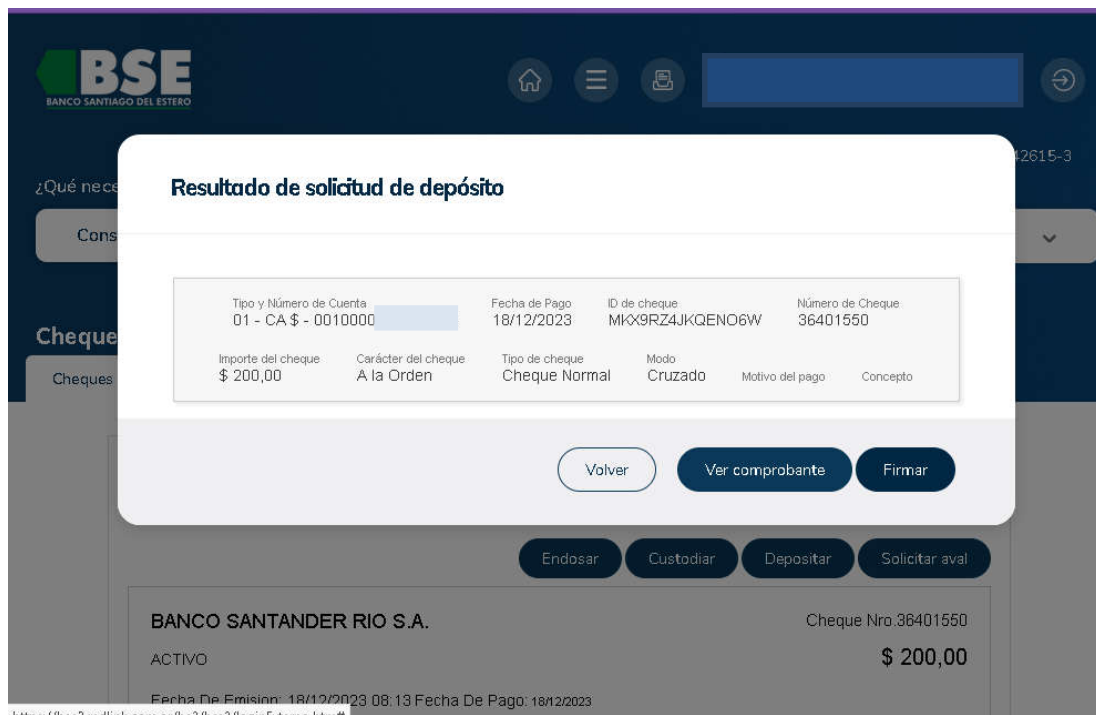 BSE
BANCO SANTIAGO DEL ESTERO
42615-3
¿Qué nece
Resultado de solicitud de depósito
Cons
Tipo y Número de Cuenta Fecha de Pago ID de cheque Número de Cheque
01 - CA $ - 0010000 18/12/2023 MKX9RZ4JKQENO6W 36401550
Cheque
Importe del cheque Carácter del cheque Tipo de cheque Modo
$ 200,00 A la Orden Cheque Normal Cruzado Motivo del pago Concepto
Cheques
Volver Ver comprobante Firmar
Endosar Custodiar Depositar Solicitar aval
BANCO SANTANDER RIO S.A. Cheque Nro.36401550
ACTIVO $ 200,00
Fecha De Emision: 18/12/2023 08:13 Fecha De Pago: 18/12/2023